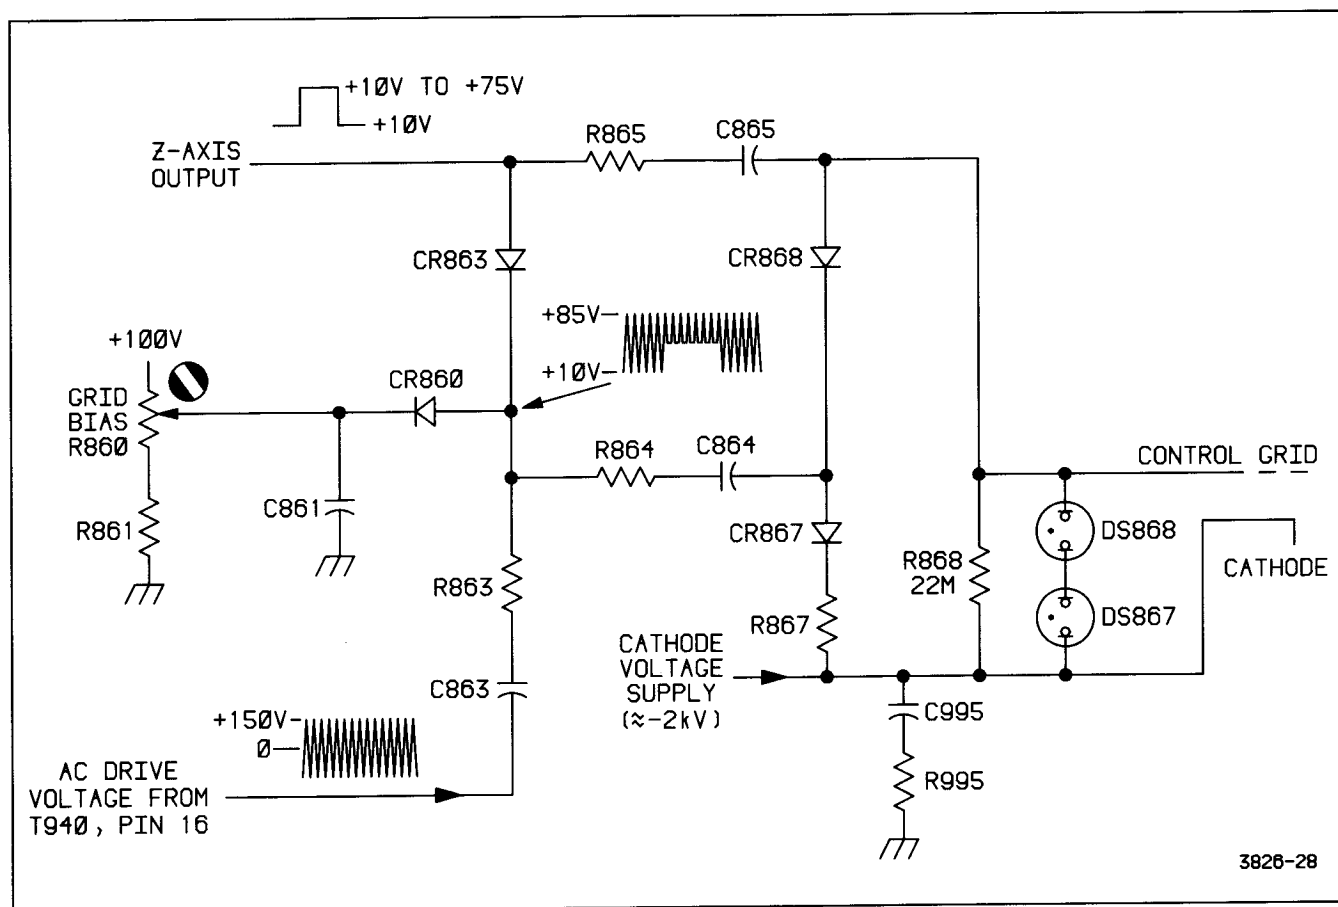 +10V TO +75V
+10V
Z-AXIS
OUTPUT
R865
C865
CR863
CR868
+85V
+10V
+100V
GRID
BIAS
R860
CR860
R864
C864
CONTROL GRID
R861
C861
CR867
DS868
R868
22M
CATHODE
R863
R867
DS867
CATHODE
VOLTAGE
SUPPLY
(≈-2kV)
C863
C995
+150V
0
R995
AC DRIVE
VOLTAGE FROM
T940, PIN 16
3826-28